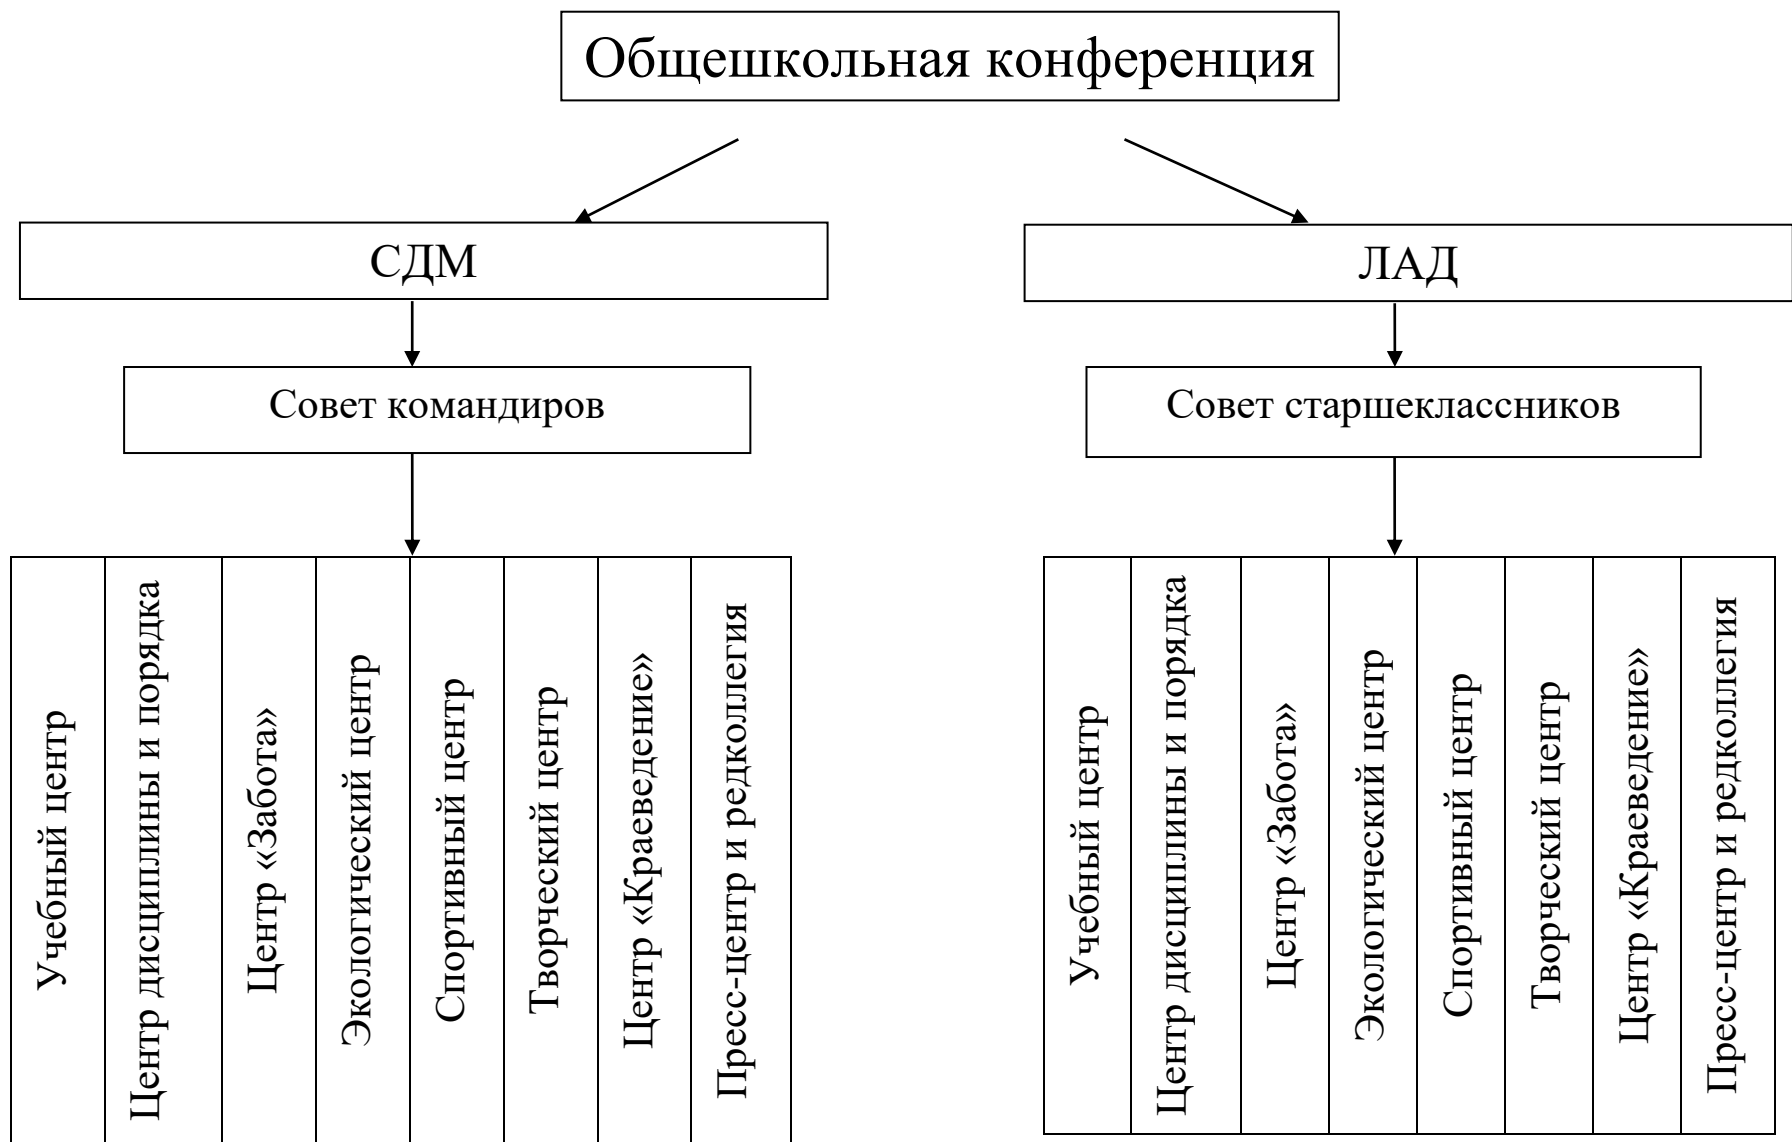 Общешкольная конференция
СДМ
ЛАД
Совет командиров
Совет старшеклассников
Учебный центр
Центр дисциплины и порядка
Центр «Забота»
Экологический центр
Спортивный центр
Творческий центр
Центр «Краеведение»
Пресс-центр и редколлегия
Учебный центр
Центр дисциплины и порядка
Центр «Забота»
Экологический центр
Спортивный центр
Творческий центр
Центр «Краеведение»
Пресс-центр и редколлегия